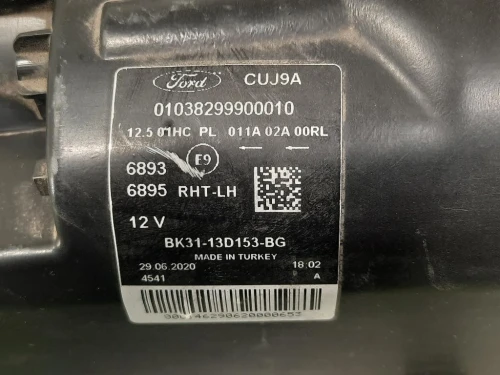 Ford CUJ9A
01038299900010
12.5 01HC PL 011A 02A 00RL
6893 E9
6895 RHT-LH
12 V
BK31-13D153-BG
MADE IN TURKEY
29.06.2020 18:02
4541 A